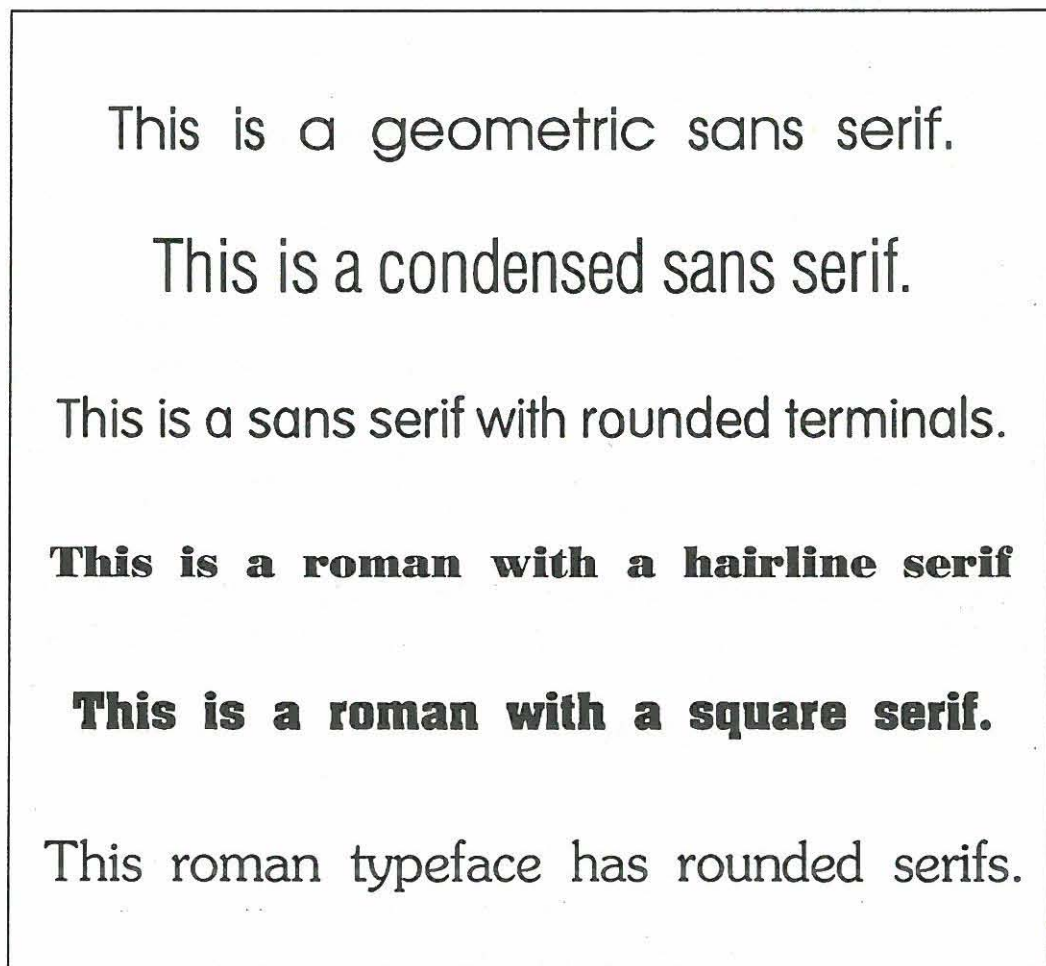 This is a geometric sans serif.
This is a condensed sans serif.
This is a sans serif with rounded terminals.
This is a roman with a hairline serif
This is a roman with a square serif.
This roman typeface has rounded serifs.